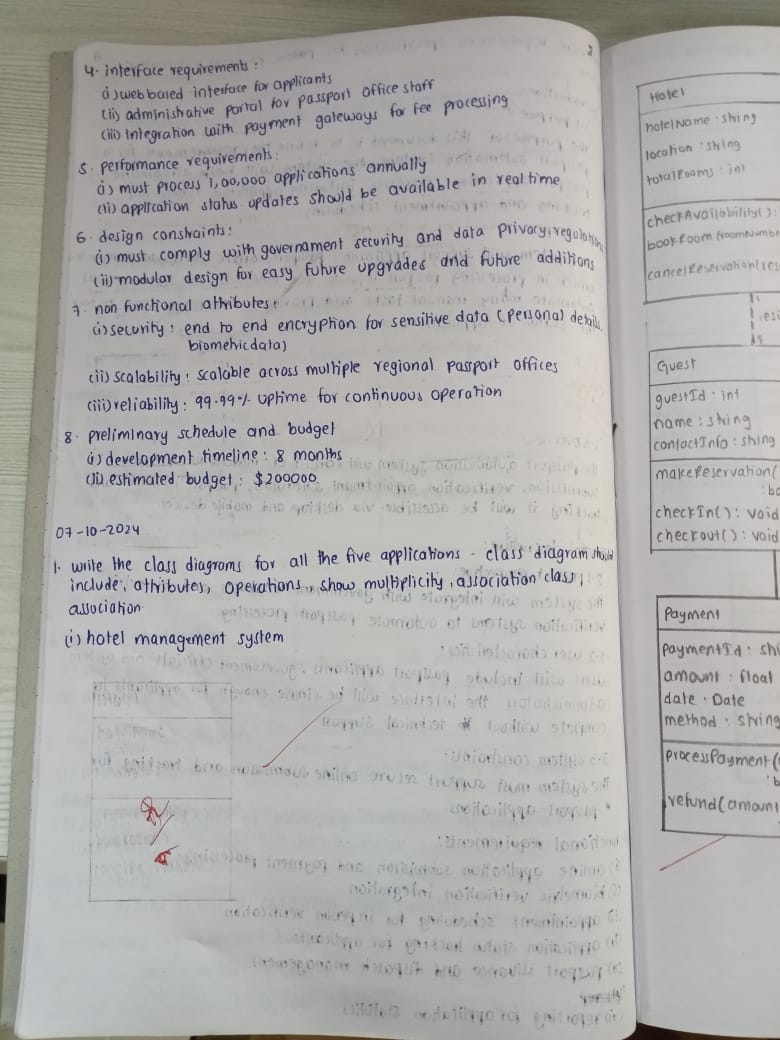 4. interface requirements :
(i) web based interface for applicants
(ii) administrative portal for passport office staff
(iii) integration with payment gateways for fee processing
5. performance requirements:
(i) must process 1,00,000 applications annually
(ii) application status updates should be available in real time
6. design constraints:
(i) must comply with governament security and data privacy, regulations
(ii) modular design for easy future upgrades and future additions
7. non functional attributes:
(i) security : end to end encryption for sensitive data (personal details,
biometric data)
(ii) scalability : scalable across multiple regional passport offices
(iii) reliability : 99.99% uptime for continuous operation
8. preliminary schedule and budget
(i) development timeline : 8 months
(ii) estimated budget : $200000
07-10-2024
1. write the class diagrams for all the five applications - class diagram should
include, attributes, operations, show multiplicity, association class,
association
(i) hotel management system
Hotel
hotelName : string
location : string
totalRooms : int
checkAvailability() :
bookRoom (roomNumbe
cancelReservation(res
Guest
guestId : int
name : string
contactInfo : string
makeReservation(
checkIn() : void
checkout() : void
Payment
paymentId : stri
amount : float
date : Date
method : string
processPayment(
refund(amount